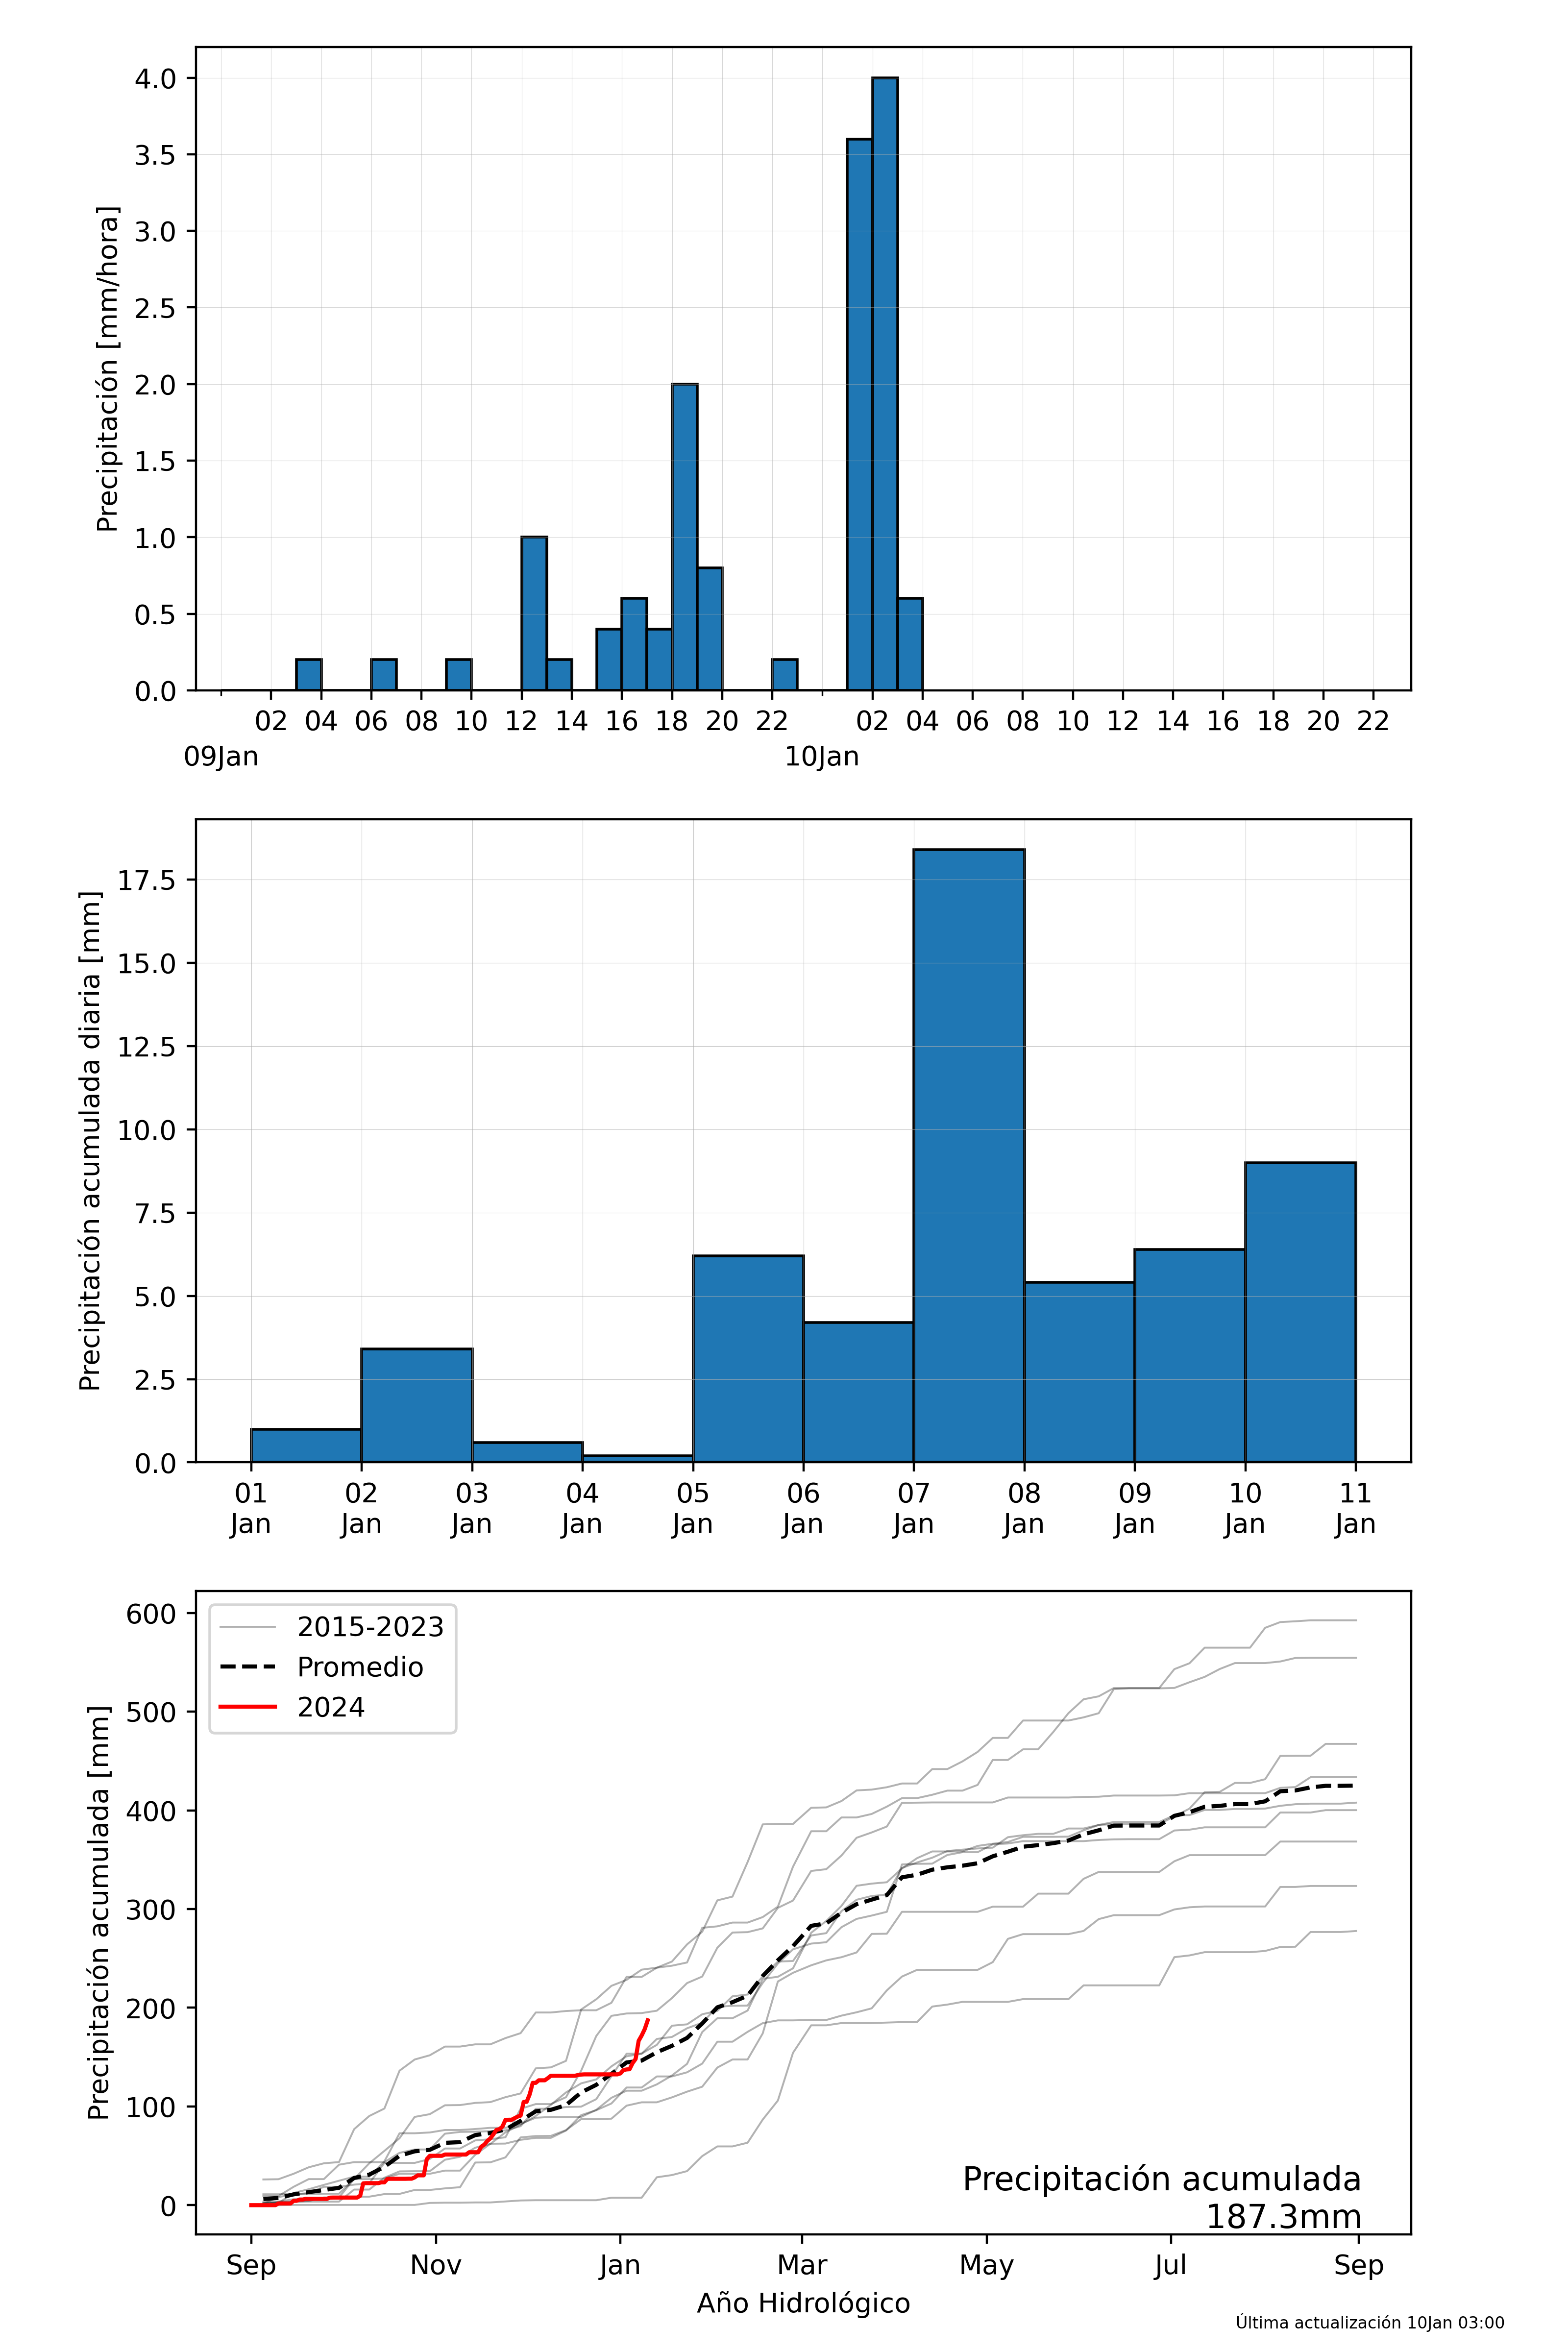 4.0
3.5
3.0
2.5
2.0
1.5
1.0
0.5
0.0
Precipitación [mm/hora]
02 04 06 08 10 12 14 16 18 20 22 02 04 06 08 10 12 14 16 18 20 22
09Jan 10Jan
17.5
15.0
12.5
10.0
7.5
5.0
2.5
0.0
Precipitación acumulada diaria [mm]
01 02 03 04 05 06 07 08 09 10 11
Jan Jan Jan Jan Jan Jan Jan Jan Jan Jan Jan
600
500
400
300
200
100
0
Precipitación acumulada [mm]
2015-2023
Promedio
2024
Precipitación acumulada
187.3mm
Sep Nov Jan Mar May Jul Sep
Año Hidrológico
Última actualización 10Jan 03:00